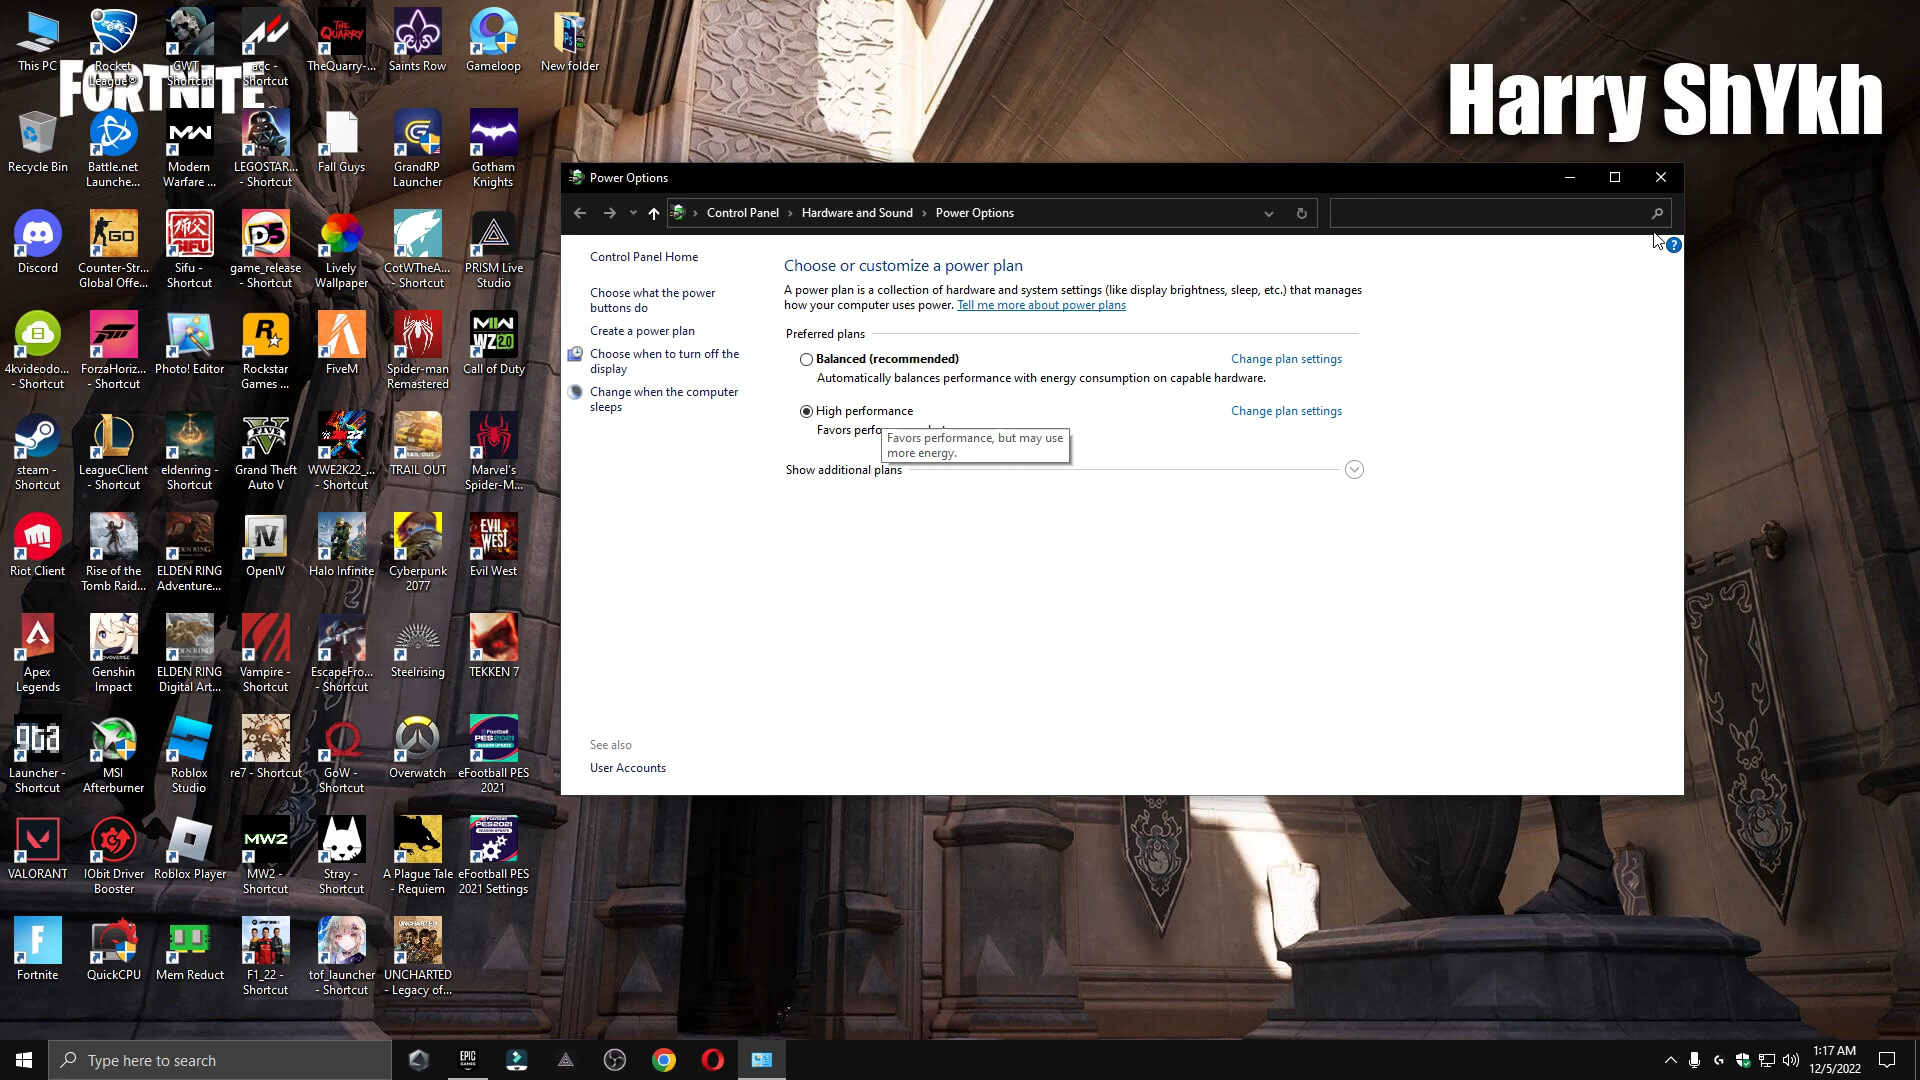 This PC
Rocket
League®
GWT -
Shortcut
acc -
Shortcut
TheQuarry-...
Saints Row
Gameloop
New folder
FORTNITE
Harry ShYkh
Recycle Bin
Battle.net
Launche...
Modern
Warfare ...
LEGOSTAR...
- Shortcut
Fall Guys
GrandRP
Launcher
Gotham
Knights
Discord
Counter-Str...
Global Offe...
Sifu -
Shortcut
game_release
- Shortcut
Lively
Wallpaper
CotWTheA...
- Shortcut
PRISM Live
Studio
4kvideodo...
- Shortcut
ForzaHoriz...
- Shortcut
Photo! Editor
Rockstar
Games ...
FiveM
Spider-man
Remastered
Call of Duty
steam -
Shortcut
LeagueClient
- Shortcut
eldenring -
Shortcut
Grand Theft
Auto V
WWE2K22_...
- Shortcut
TRAIL OUT
Marvel's
Spider-M...
Riot Client
Rise of the
Tomb Raid...
ELDEN RING
Adventure...
OpenIV
Halo Infinite
Cyberpunk
2077
Evil West
Apex
Legends
Genshin
Impact
ELDEN RING
Digital Art...
Vampire -
Shortcut
EscapeFro...
- Shortcut
Steelrising
TEKKEN 7
Launcher -
Shortcut
MSI
Afterburner
Roblox
Studio
re7 - Shortcut
GoW -
Shortcut
Overwatch
eFootball PES
2021
VALORANT
IObit Driver
Booster
Roblox Player
MW2 -
Shortcut
Stray -
Shortcut
A Plague Tale
- Requiem
eFootball PES
2021 Settings
Fortnite
QuickCPU
Mem Reduct
F1_22 -
Shortcut
tof_launcher
- Shortcut
UNCHARTED
- Legacy of...
Power Options
Control Panel > Hardware and Sound > Power Options
Control Panel Home
Choose what the power
buttons do
Create a power plan
Choose when to turn off the
display
Change when the computer
sleeps
See also
User Accounts
Choose or customize a power plan
A power plan is a collection of hardware and system settings (like display brightness, sleep, etc.) that manages
how your computer uses power. Tell me more about power plans
Preferred plans
Balanced (recommended) Change plan settings
Automatically balances performance with energy consumption on capable hardware.
High performance Change plan settings
Favors
Favors performance, but may use
more energy.
Show additional plans
Type here to search
1:17 AM
12/5/2022